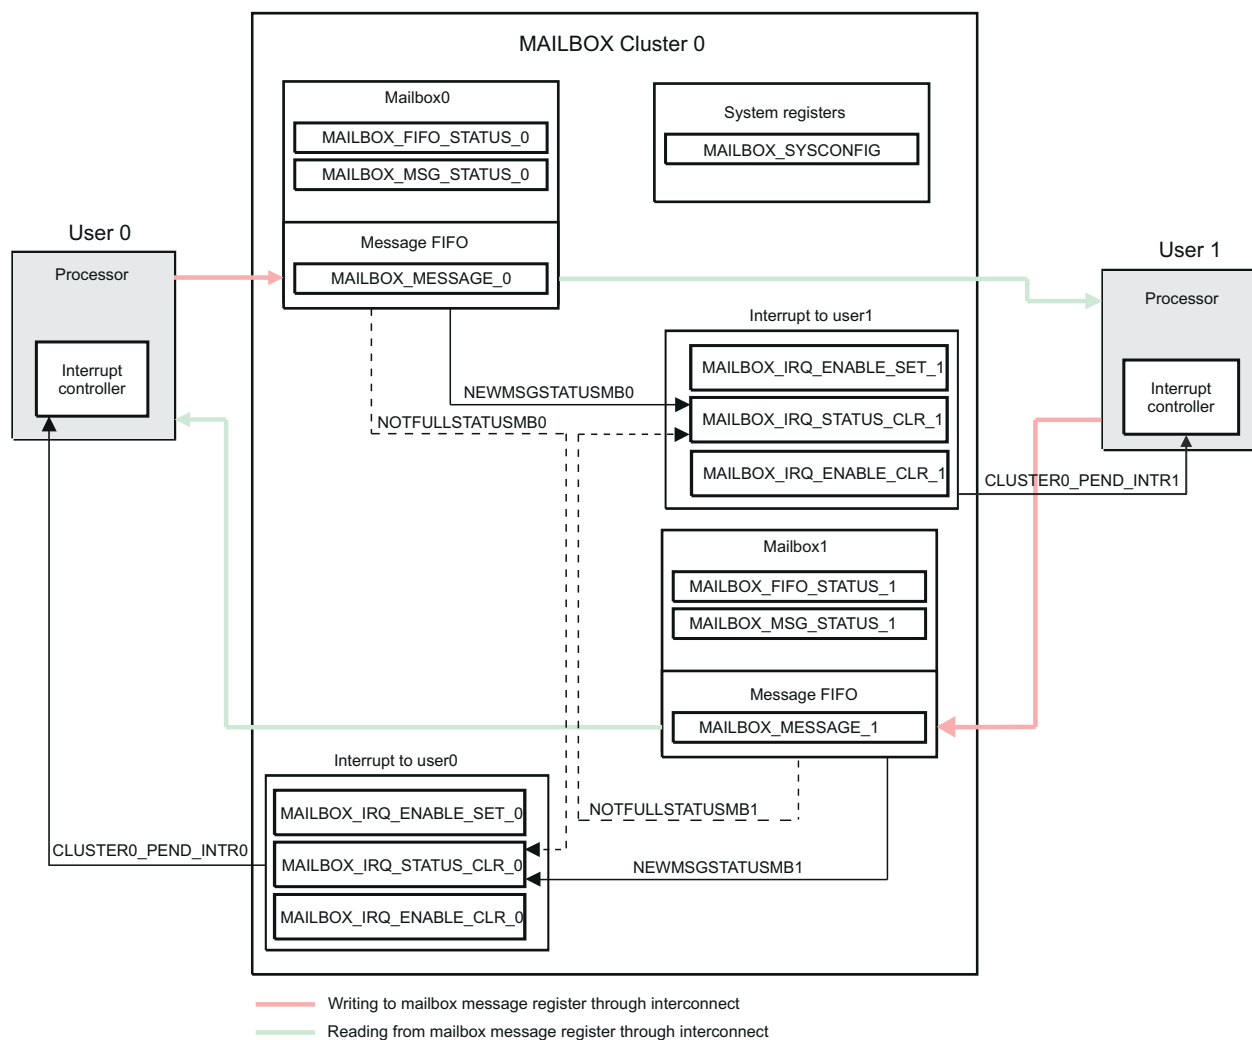 MAILBOX Cluster 0
Mailbox0
MAILBOX_FIFO_STATUS_0
MAILBOX_MSG_STATUS_0
Message FIFO
MAILBOX_MESSAGE_0
System registers
MAILBOX_SYSCONFIG
User 0
Processor
Interrupt
controller
User 1
Processor
Interrupt
controller
Interrupt to user1
MAILBOX_IRQ_ENABLE_SET_1
MAILBOX_IRQ_STATUS_CLR_1
MAILBOX_IRQ_ENABLE_CLR_1
NEWMSGSTATUSMB0
NOTFULLSTATUSMB0
CLUSTER0_PEND_INTR1
Mailbox1
MAILBOX_FIFO_STATUS_1
MAILBOX_MSG_STATUS_1
Message FIFO
MAILBOX_MESSAGE_1
Interrupt to user0
MAILBOX_IRQ_ENABLE_SET_0
MAILBOX_IRQ_STATUS_CLR_0
MAILBOX_IRQ_ENABLE_CLR_0
NOTFULLSTATUSMB1
NEWMSGSTATUSMB1
CLUSTER0_PEND_INTR0
Writing to mailbox message register through interconnect
Reading from mailbox message register through interconnect